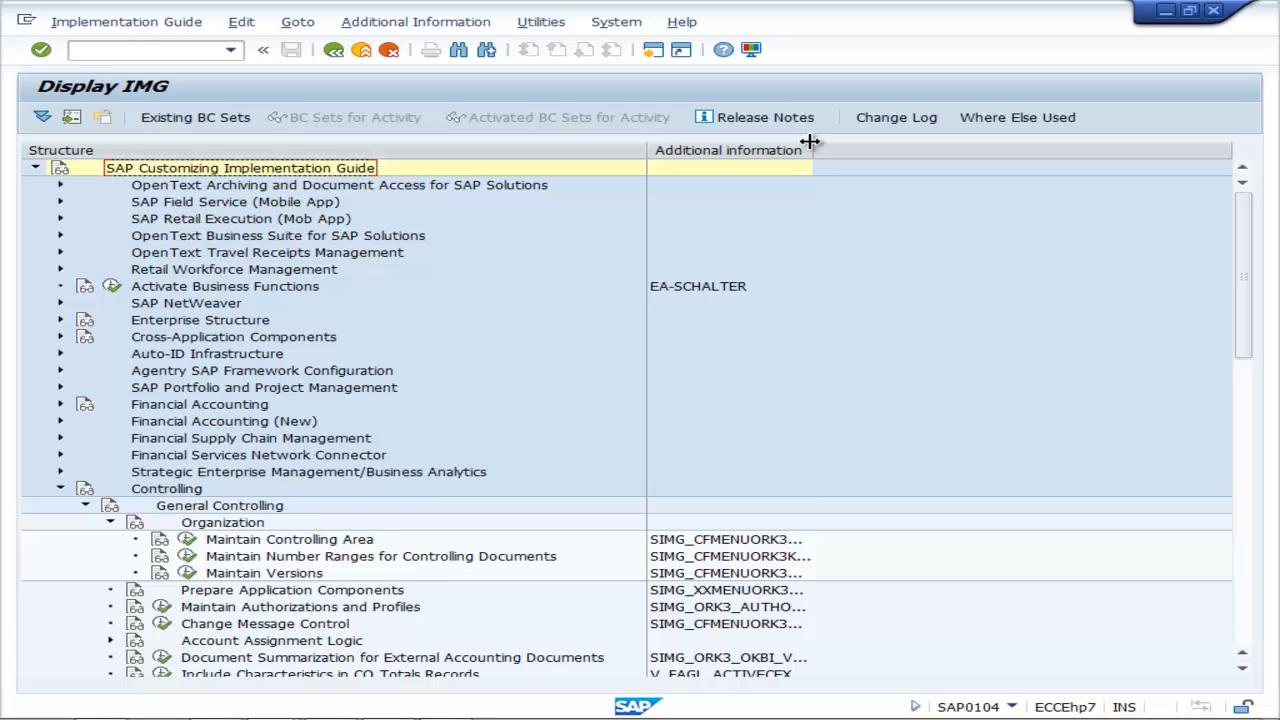 Implementation Guide Edit Goto Additional Information Utilities System Help
Display IMG
Existing BC Sets BC Sets for Activity Activated BC Sets for Activity Release Notes Change Log Where Else Used
Structure Additional information
SAP Customizing Implementation Guide
OpenText Archiving and Document Access for SAP Solutions
SAP Field Service (Mobile App)
SAP Retail Execution (Mob App)
OpenText Business Suite for SAP Solutions
OpenText Travel Receipts Management
Retail Workforce Management
Activate Business Functions EA-SCHALTER
SAP NetWeaver
Enterprise Structure
Cross-Application Components
Auto-ID Infrastructure
Agentry SAP Framework Configuration
SAP Portfolio and Project Management
Financial Accounting
Financial Accounting (New)
Financial Supply Chain Management
Financial Services Network Connector
Strategic Enterprise Management/Business Analytics
Controlling
General Controlling
Organization
Maintain Controlling Area SIMG_CFMENUORK3...
Maintain Number Ranges for Controlling Documents SIMG_CFMENUORK3K...
Maintain Versions SIMG_CFMENUORK3...
Prepare Application Components SIMG_XXMENUORK3...
Maintain Authorizations and Profiles SIMG_ORK3_AUTHO...
Change Message Control SIMG_CFMENUORK3...
Account Assignment Logic
Document Summarization for External Accounting Documents SIMG_ORK3_OKBI_V...
Include Characteristics in CO Totals Records V_FAGL_ACTIVECEX
SAP SAP0104 ECCEhp7 INS